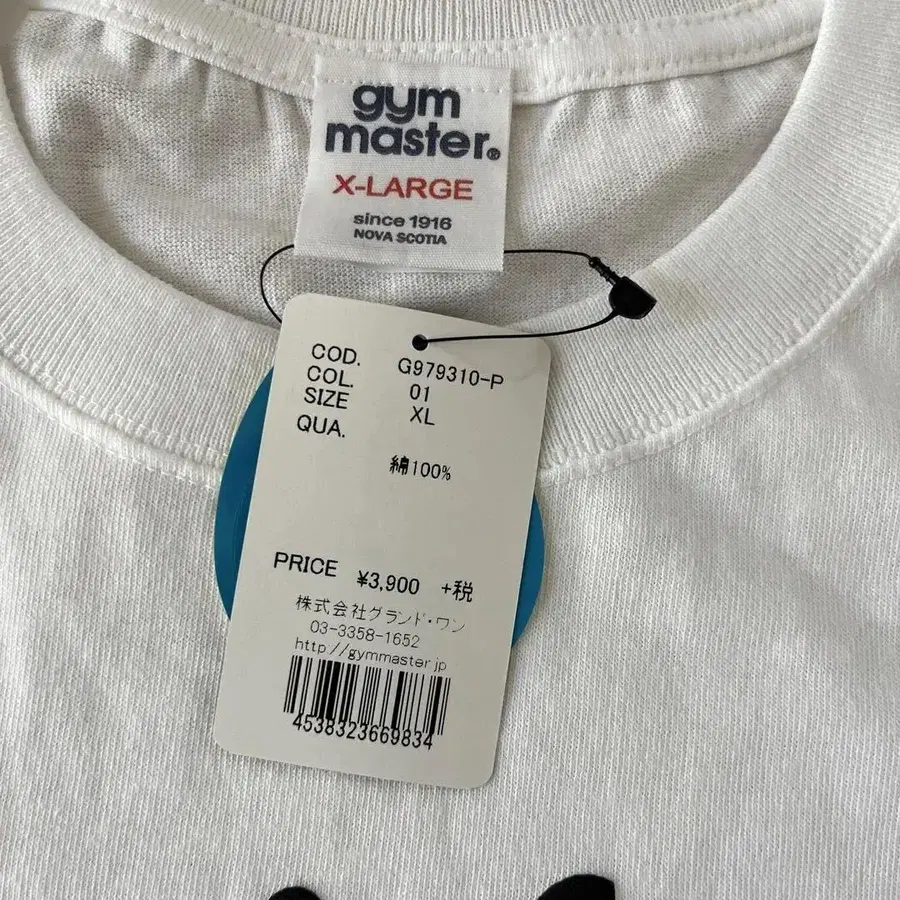 gym
master®
X-LARGE
since 1916
NOVA SCOTIA
COD. G979310-P
COL. 01
SIZE XL
QUA.
綿100%
PRICE ¥3,900 +税
株式会社グランド・ワン
03-3358-1652
http://gymmaster.jp
4538323669834